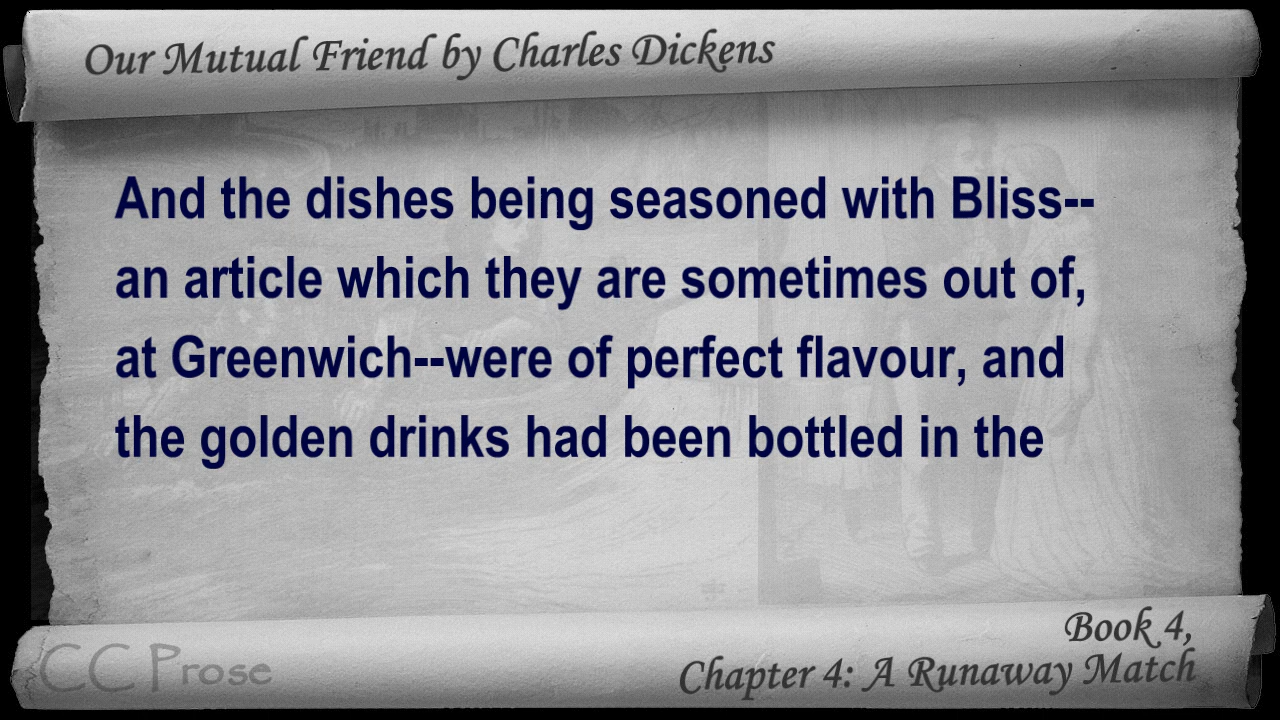 Our Mutual Friend by Charles Dickens
And the dishes being seasoned with Bliss--
an article which they are sometimes out of,
at Greenwich--were of perfect flavour, and
the golden drinks had been bottled in the
Book 4,
Chapter 4: A Runaway Match
CC Prose